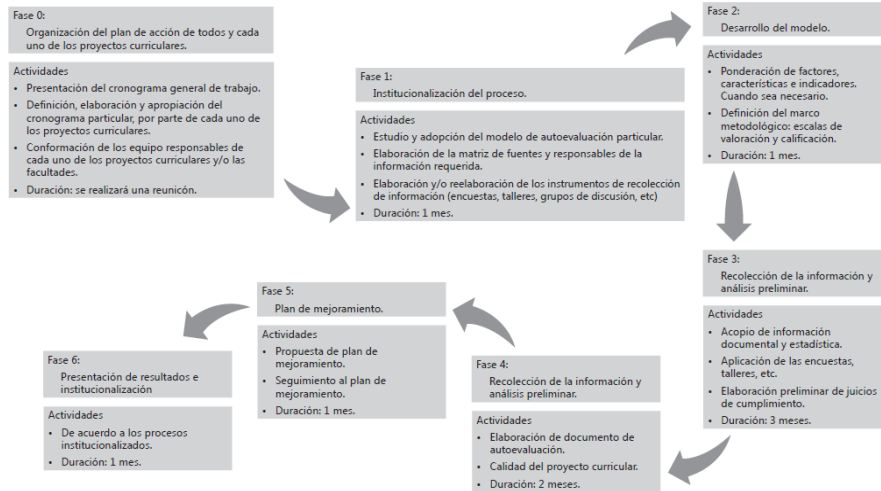 Fase 0:
Organización del plan de acción de todos y cada
uno de los proyectos curriculares.
Actividades
• Presentación del cronograma general de trabajo.
• Definición, elaboración y apropiación del
cronograma particular, por parte de cada uno de
los proyectos curriculares.
• Conformación de los equipo responsables de
cada uno de los proyectos curriculares y/o las
facultades.
• Duración: se realizará una reunicón.
Fase 1:
Institucionalización del proceso.
Actividades
• Estudio y adopción del modelo de autoevaluación particular.
• Elaboración de la matriz de fuentes y responsables de la
información requerida.
• Elaboración y/o reelaboración de los instrumentos de recolección
de información (encuestas, talleres, grupos de discusión, etc)
• Duración: 1 mes.
Fase 2:
Desarrollo del modelo.
Actividades
• Ponderación de factores,
características e indicadores.
Cuando sea necesario.
• Definición del marco
metodológico: escalas de
valoración y calificación.
• Duración: 1 mes.
Fase 3:
Recolección de la información y
análisis preliminar.
Actividades
• Acopio de información
documental y estadística.
• Aplicación de las encuestas,
talleres, etc.
• Elaboración preliminar de juicios
de cumplimiento.
• Duración: 3 meses.
Fase 4:
Recolección de la información y
análisis preliminar.
Actividades
• Elaboración de documento de
autoevaluación.
• Calidad del proyecto curricular.
• Duración: 2 meses.
Fase 5:
Plan de mejoramiento.
Actividades
• Propuesta de plan de
mejoramiento.
• Seguimiento al plan de
mejoramiento.
• Duración: 1 mes.
Fase 6:
Presentación de resultados e
institucionalización
Actividades
• De acuerdo a los procesos
institucionalizados.
• Duración: 1 mes.